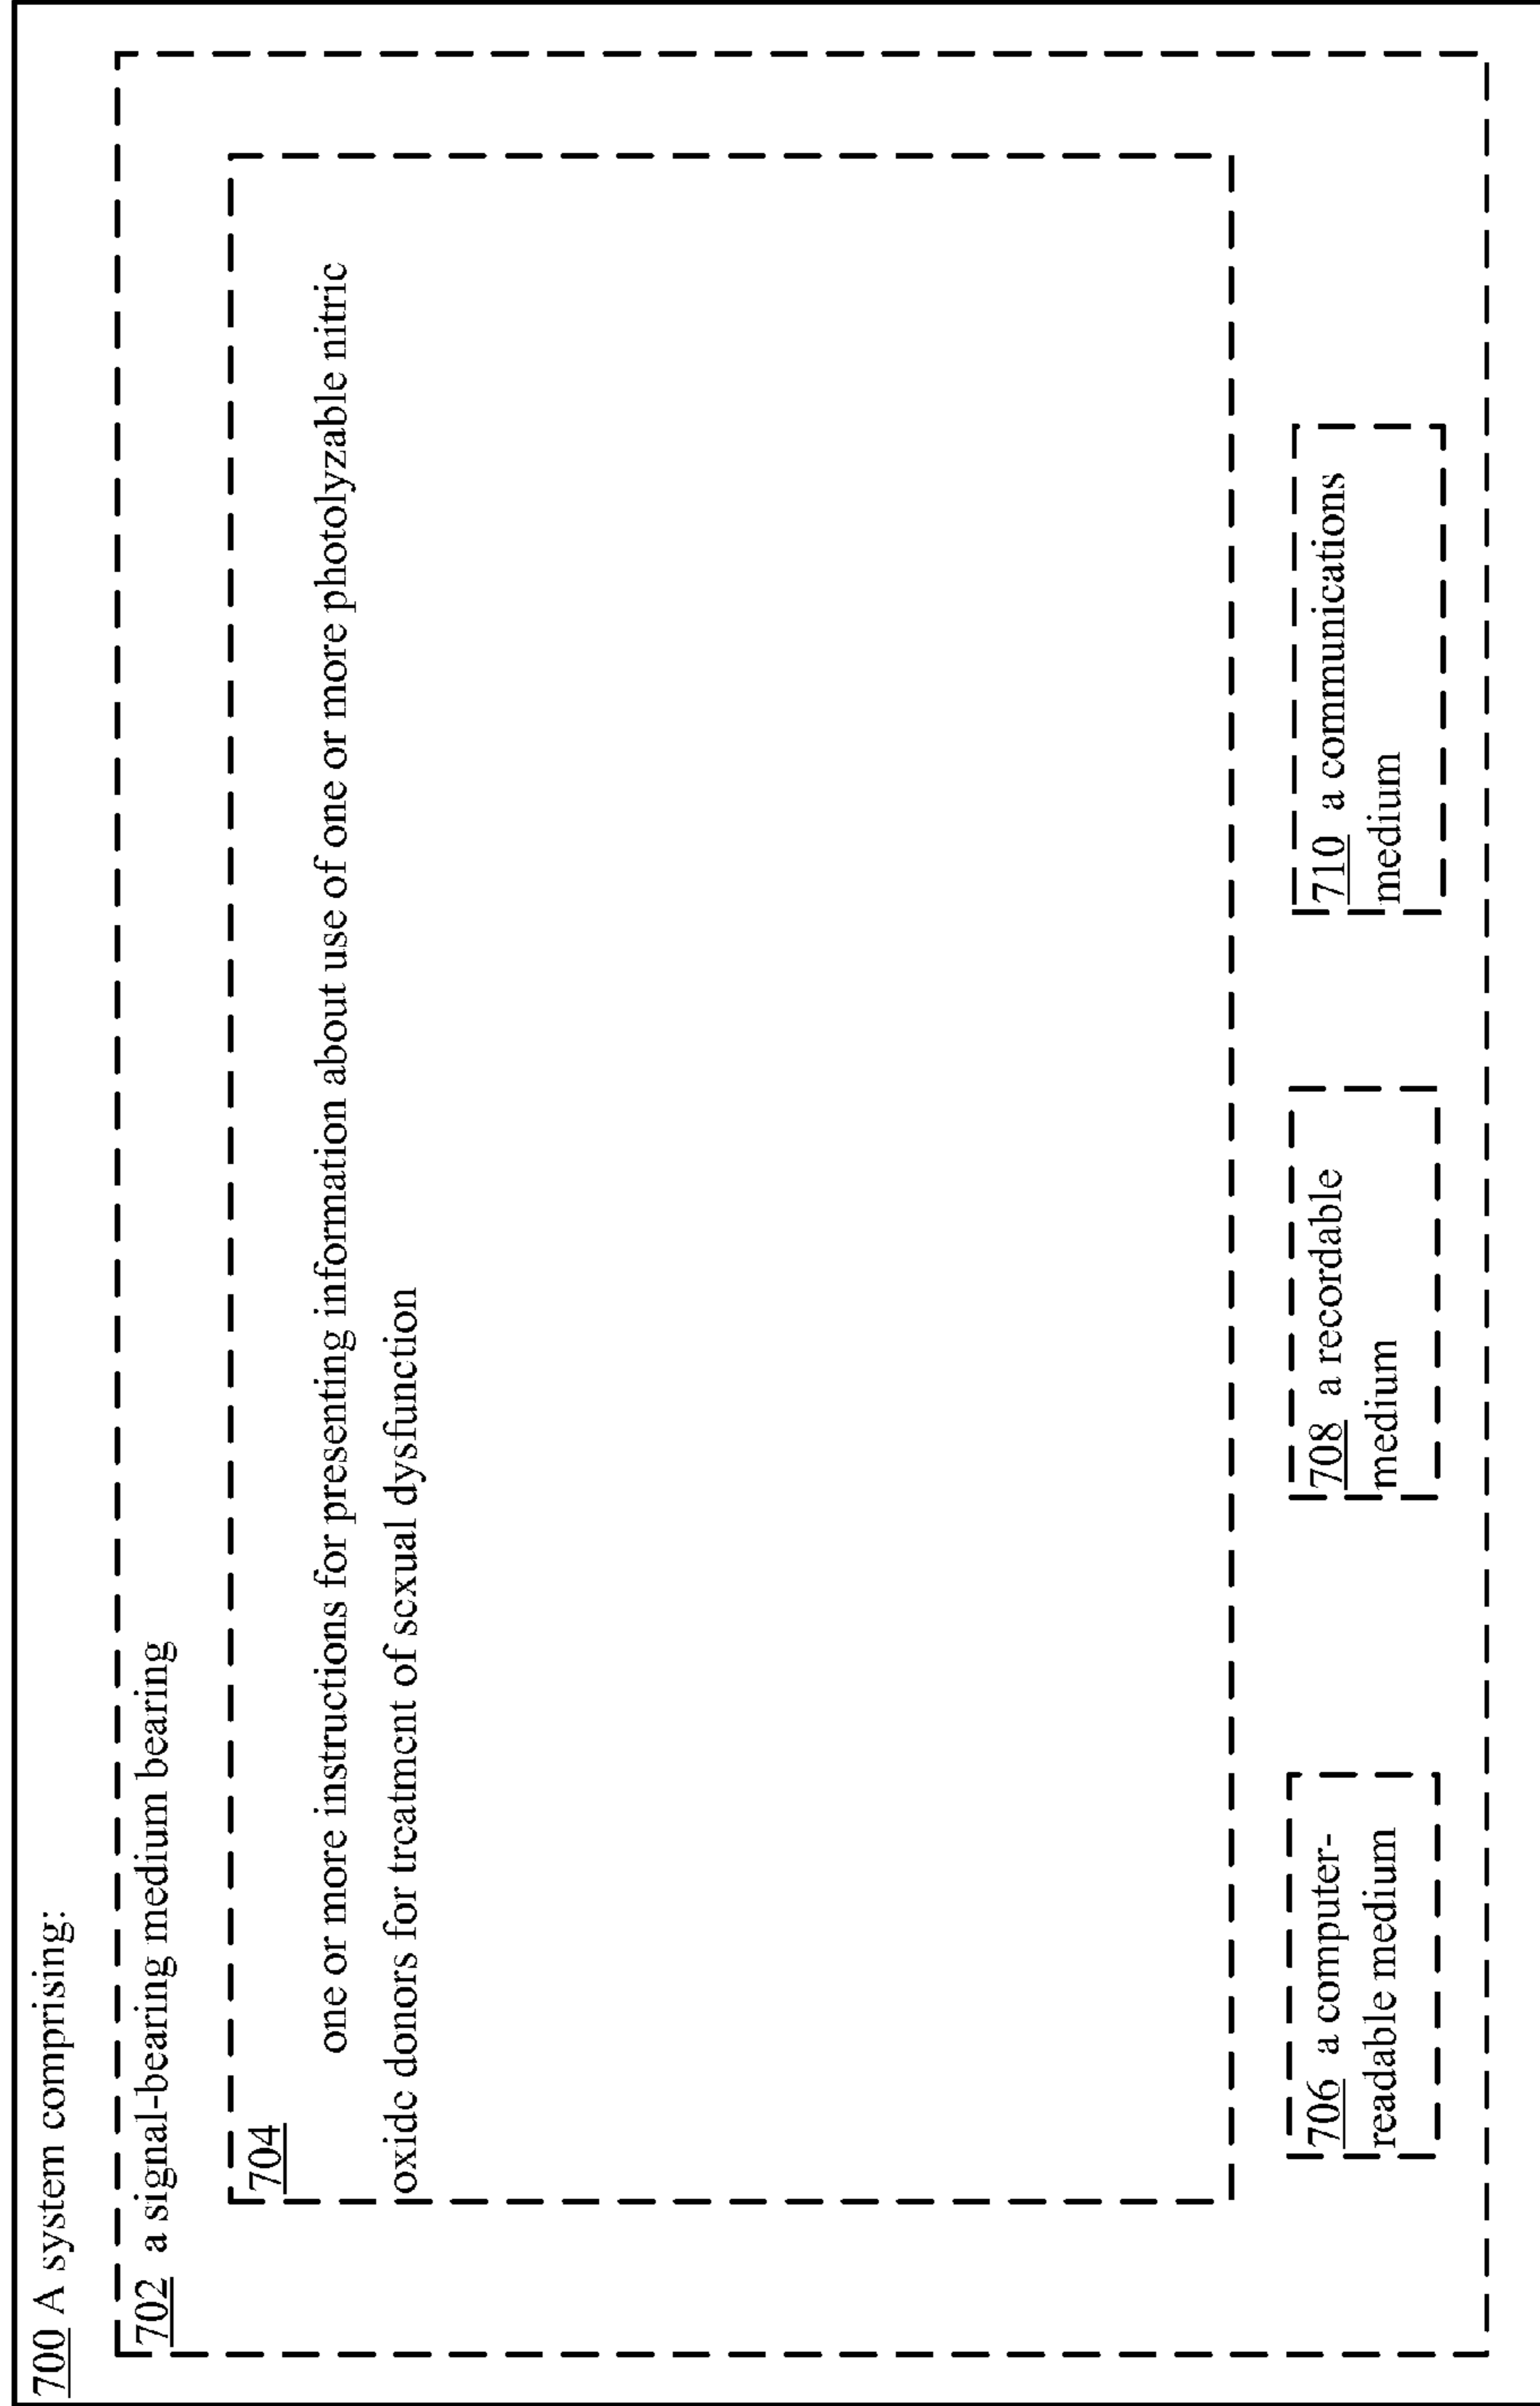 700 A system comprising:
702 a signal-bearing medium bearing
704
one or more instructions for presenting information about use of one or more photolyzable nitric
oxide donors for treatment of sexual dysfunction
706 a computer-
readable medium
708 a recordable
medium
710 a communications
medium